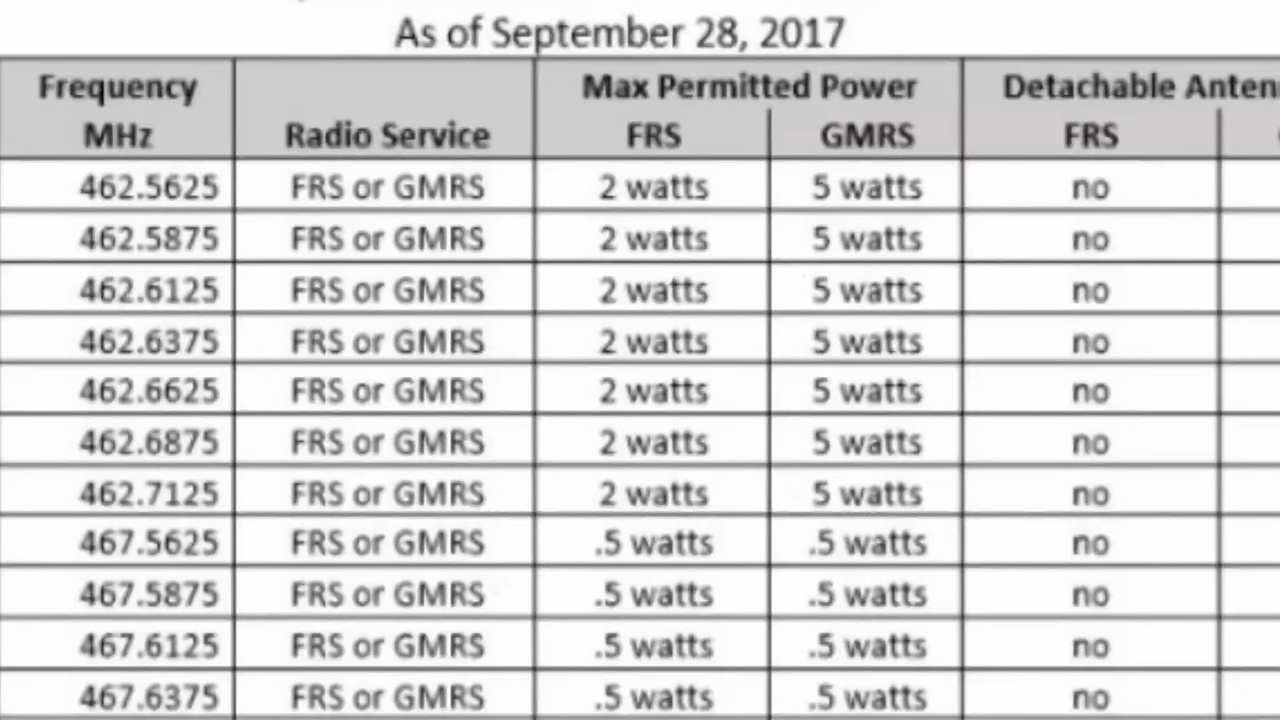 As of September 28, 2017
Frequency MHz Radio Service Max Permitted Power Detachable
FRS GMRS FRS
462.5625 FRS or GMRS 2 watts 5 watts no
462.5875 FRS or GMRS 2 watts 5 watts no
462.6125 FRS or GMRS 2 watts 5 watts no
462.6375 FRS or GMRS 2 watts 5 watts no
462.6625 FRS or GMRS 2 watts 5 watts no
462.6875 FRS or GMRS 2 watts 5 watts no
462.7125 FRS or GMRS 2 watts 5 watts no
467.5625 FRS or GMRS .5 watts .5 watts no
467.5875 FRS or GMRS .5 watts .5 watts no
467.6125 FRS or GMRS .5 watts .5 watts no
467.6375 FRS or GMRS .5 watts .5 watts no